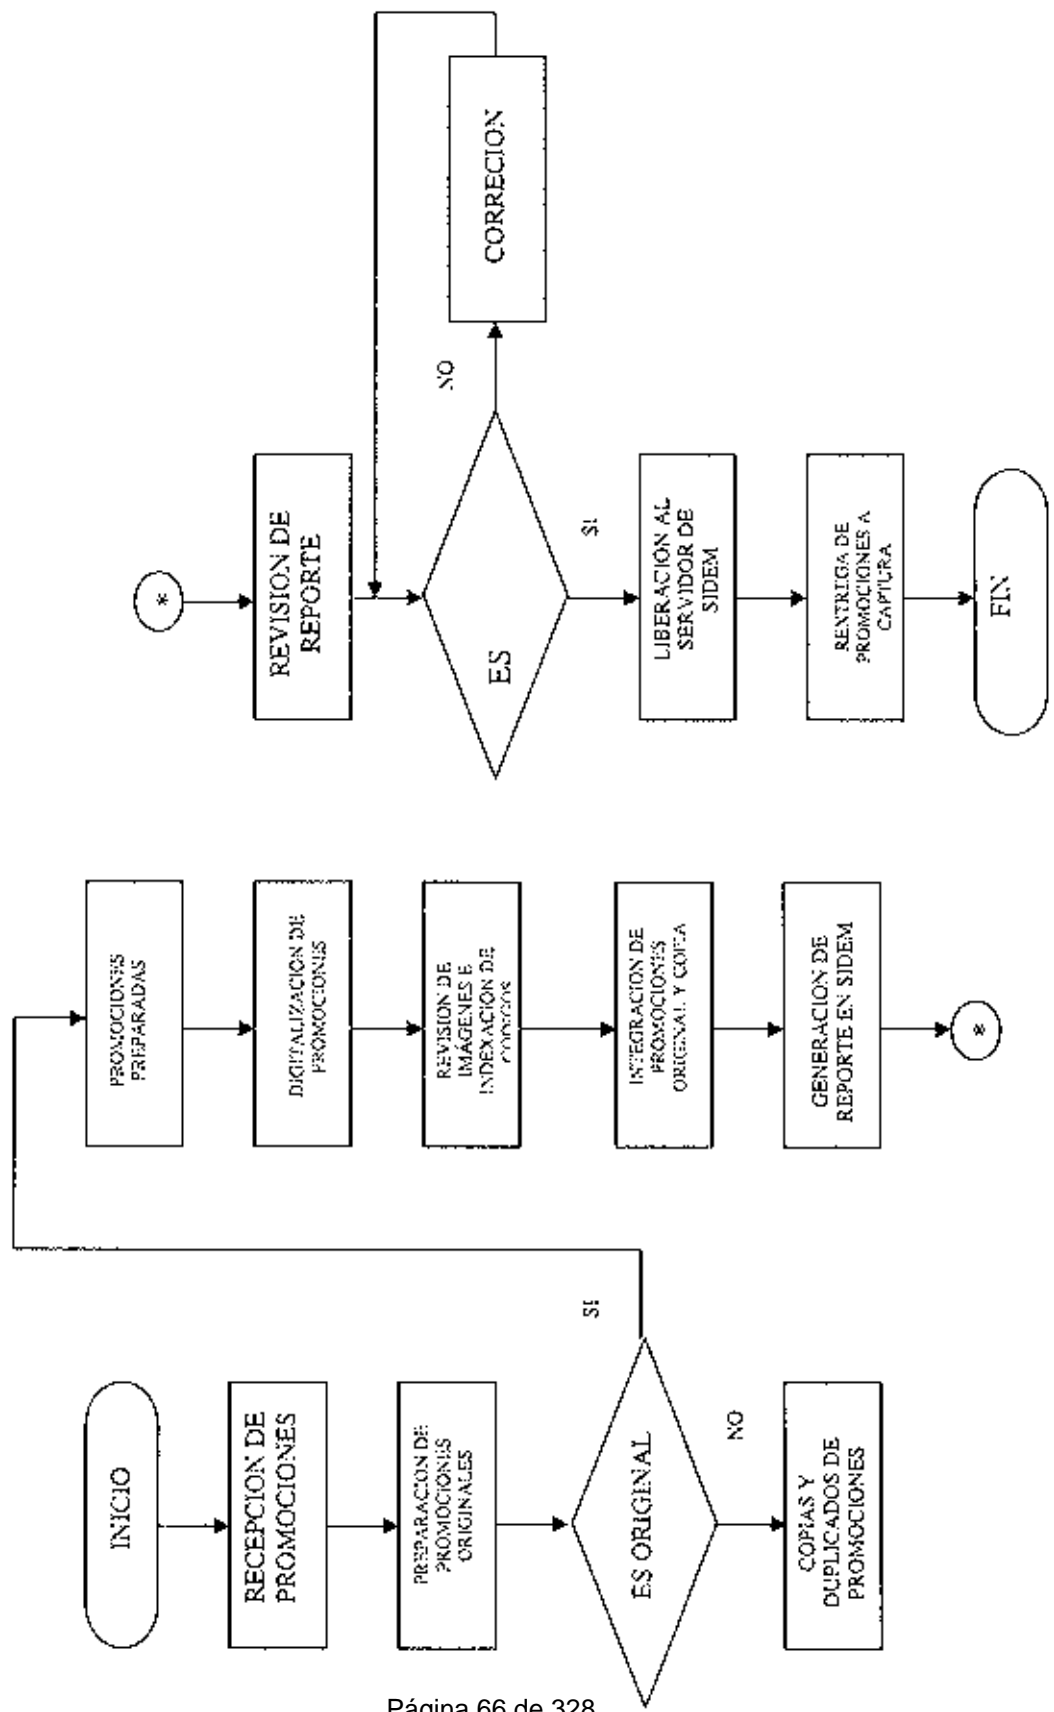 INICIO
RECEPCION DE
PROMOCIONES
PREPARACION DE
PROMOCIONES
ORIGINALES
ES ORIGINAL
SI
NO
COPIAS Y
DUPLICADOS DE
PROMOCIONES
PROMOCIONES
PREPARADAS
DIGITALIZACION DE
PROMOCIONES
REVISION DE
IMÁGENES E
INDEXACION DE
INTEGRACION DE
PROMOCIONES
ORIGINAL Y COPIA
GENERACION DE
REPORTE EN SIDEM
*
*
REVISION DE
REPORTE
ES
NO
CORRECION
SI
LIBERACION AL
SERVIDOR DE
SIDEM
RENTREGA DE
PROMOCIONES A
CAPTURA
FIN
Página 66 de 328